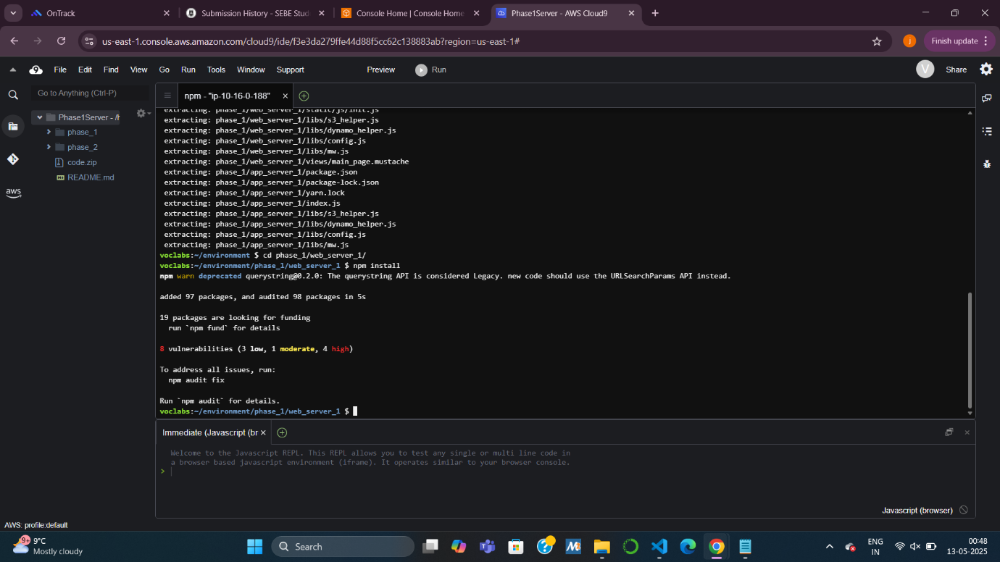 OnTrack
Submission History - SEBE Stud
Console Home | Console Home
Phase1Server - AWS Cloud9
us-east-1.console.aws.amazon.com/cloud9/ide/f3e3da279ffe44d88f5cc62c138883ab?region=us-east-1#
j
Finish update
9 File Edit Find View Go Run Tools Window Support Preview Run
V Share
Go to Anything (Ctrl-P)
npm - "ip-10-16-0-188"
Phase1Server - /h
phase_1
phase_2
code.zip
README.md
aws
extracting: phase_1/web_server_1/static/js/init.js
extracting: phase_1/web_server_1/libs/s3_helper.js
extracting: phase_1/web_server_1/libs/dynamo_helper.js
extracting: phase_1/web_server_1/libs/config.js
extracting: phase_1/web_server_1/libs/mw.js
extracting: phase_1/web_server_1/views/main_page.mustache
extracting: phase_1/app_server_1/package.json
extracting: phase_1/app_server_1/package-lock.json
extracting: phase_1/app_server_1/yarn.lock
extracting: phase_1/app_server_1/index.js
extracting: phase_1/app_server_1/libs/s3_helper.js
extracting: phase_1/app_server_1/libs/dynamo_helper.js
extracting: phase_1/app_server_1/libs/config.js
extracting: phase_1/app_server_1/libs/mw.js
voclabs:~/environment $ cd phase_1/web_server_1/
voclabs:~/environment/phase_1/web_server_1 $ npm install
npm warn deprecated querystring@0.2.0: The querystring API is considered Legacy. new code should use the URLSearchParams API instead.
added 97 packages, and audited 98 packages in 5s
19 packages are looking for funding
run `npm fund` for details
8 vulnerabilities (3 low, 1 moderate, 4 high)
To address all issues, run:
npm audit fix
Run `npm audit` for details.
voclabs:~/environment/phase_1/web_server_1 $
Immediate (Javascript (br
Welcome to the Javascript REPL. This REPL allows you to test any single or multi line code in
a browser based javascript environment (iframe). It operates similar to your browser console.
>
Javascript (browser)
AWS: profile:default
9+
9°C
Mostly cloudy
Search
ENG
IN
00:48
13-05-2025